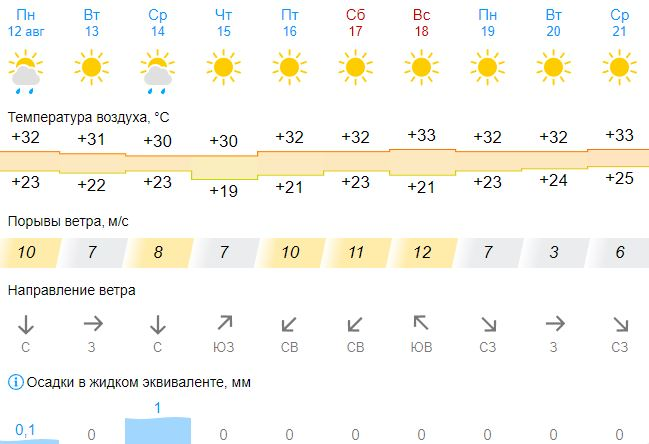 Пн Вт Ср Чт Пт Сб Вс Пн Вт Ср
12 авг 13 14 15 16 17 18 19 20 21
Температура воздуха, °C
+32 +31 +30 +30 +32 +32 +33 +32 +32 +33
+23 +22 +23 +19 +21 +23 +21 +23 +24 +25
Порывы ветра, м/с
10 7 8 7 10 11 12 7 3 6
Направление ветра
С З С ЮЗ СВ СВ ЮВ СЗ З СЗ
Осадки в жидком эквиваленте, мм
0,1 0 1 0 0 0 0 0 0 0